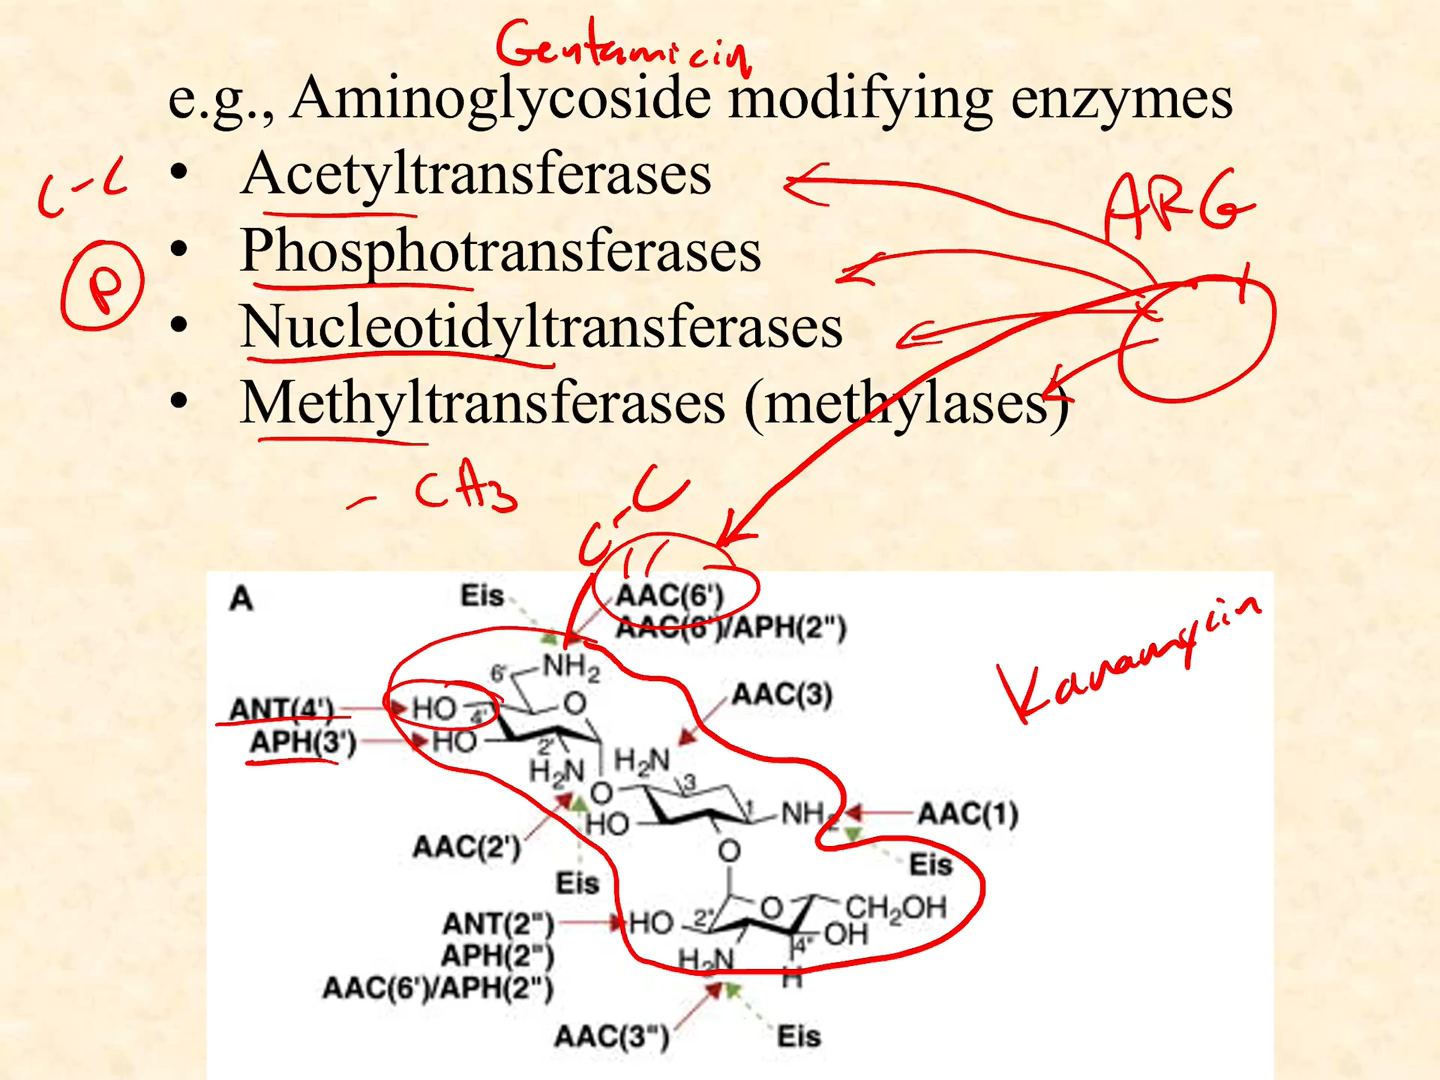 Gentamicin
e.g., Aminoglycoside modifying enzymes
• Acetyltransferases
C-C
ARG
• Phosphotransferases
P
• Nucleotidyltransferases
• Methyltransferases (methylases)
- CH3
C-C
A
Eis
AAC(6')
AAC(6')/APH(2")
Kanamycin
6'
NH2
AAC(3)
ANT(4')
HO
4'
O
APH(3')
HO
2'
H2N
H2N
3
O
HO
1
NH2
AAC(1)
AAC(2')
O
Eis
Eis
ANT(2")
HO
2"
O
CH2OH
APH(2")
H2N
4"
OH
AAC(6')/APH(2")
H
AAC(3")
Eis